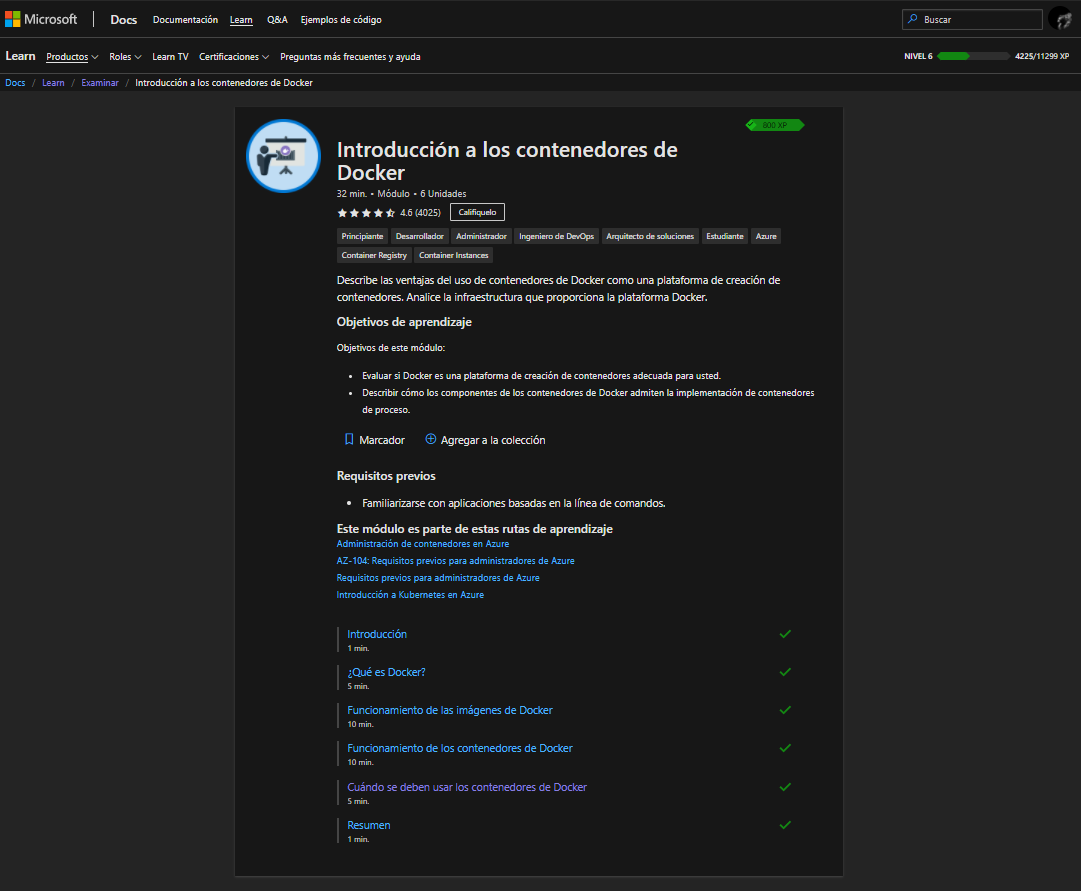 Microsoft Docs Documentación Learn Q&A Ejemplos de código Buscar
Learn Productos Roles Learn TV Certificaciones Preguntas más frecuentes y ayuda NIVEL 6 4225/11299 XP
Docs / Learn / Examinar / Introducción a los contenedores de Docker
800 XP
Introducción a los contenedores de
Docker
32 min. • Módulo • 6 Unidades
4.6 (4025) Califíquelo
Principiante Desarrollador Administrador Ingeniero de DevOps Arquitecto de soluciones Estudiante Azure
Container Registry Container Instances
Describe las ventajas del uso de contenedores de Docker como una plataforma de creación de
contenedores. Analice la infraestructura que proporciona la plataforma Docker.
Objetivos de aprendizaje
Objetivos de este módulo:
• Evaluar si Docker es una plataforma de creación de contenedores adecuada para usted.
• Describir cómo los componentes de los contenedores de Docker admiten la implementación de contenedores
de proceso.
Marcador Agregar a la colección
Requisitos previos
• Familiarizarse con aplicaciones basadas en la línea de comandos.
Este módulo es parte de estas rutas de aprendizaje
Administración de contenedores en Azure
AZ-104: Requisitos previos para administradores de Azure
Requisitos previos para administradores de Azure
Introducción a Kubernetes en Azure
Introducción
1 min.
¿Qué es Docker?
5 min.
Funcionamiento de las imágenes de Docker
10 min.
Funcionamiento de los contenedores de Docker
10 min.
Cuándo se deben usar los contenedores de Docker
5 min.
Resumen
1 min.